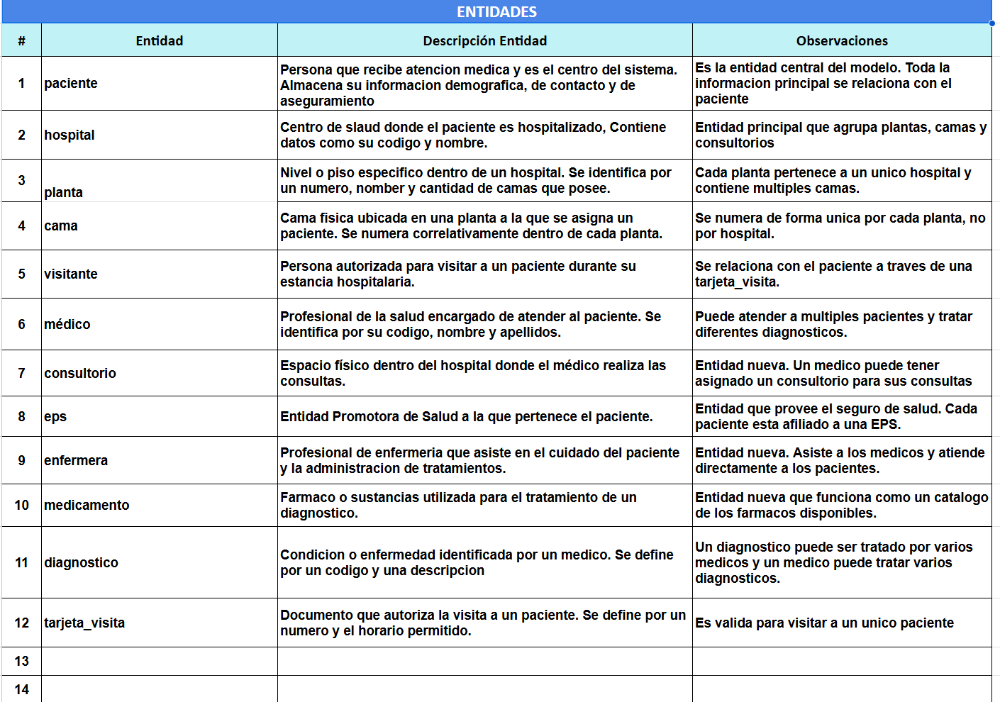 ENTIDADES
# Entidad Descripción Entidad Observaciones
1
paciente
Persona que recibe atencion medica y es el centro del sistema.
Almacena su informacion demografica, de contacto y de
aseguramiento
Es la entidad central del modelo. Toda la
informacion principal se relaciona con el
paciente
2
hospital
Centro de slaud donde el paciente es hospitalizado, Contiene
datos como su codigo y nombre.
Entidad principal que agrupa plantas, camas y
consultorios
3
planta
Nivel o piso especifico dentro de un hospital. Se identifica por
un numero, nomber y cantidad de camas que posee.
Cada planta pertenece a un unico hospital y
contiene multiples camas.
4
cama
Cama fisica ubicada en una planta a la que se asigna un
paciente. Se numera correlativamente dentro de cada planta.
Se numera de forma unica por cada planta, no
por hospital.
5
visitante
Persona autorizada para visitar a un paciente durante su
estancia hospitalaria.
Se relaciona con el paciente a traves de una
tarjeta_visita.
6
médico
Profesional de la salud encargado de atender al paciente. Se
identifica por su codigo, nombre y apellidos.
Puede atender a multiples pacientes y tratar
diferentes diagnosticos.
7
consultorio
Espacio físico dentro del hospital donde el médico realiza las
consultas.
Entidad nueva. Un medico puede tener
asignado un consultorio para sus consultas
8
eps
Entidad Promotora de Salud a la que pertenece el paciente.
Entidad que provee el seguro de salud. Cada
paciente esta afiliado a una EPS.
9
enfermera
Profesional de enfermeria que asiste en el cuidado del paciente
y la administracion de tratamientos.
Entidad nueva. Asiste a los medicos y atiende
directamente a los pacientes.
10
medicamento
Farmaco o sustancias utilizada para el tratamiento de un
diagnostico.
Entidad nueva que funciona como un catalogo
de los farmacos disponibles.
11
diagnostico
Condicion o enfermedad identificada por un medico. Se define
por un codigo y una descripcion
Un diagnostico puede ser tratado por varios
medicos y un medico puede tratar varios
diagnosticos.
12
tarjeta_visita
Documento que autoriza la visita a un paciente. Se define por un
numero y el horario permitido.
Es valida para visitar a un unico paciente
13
14